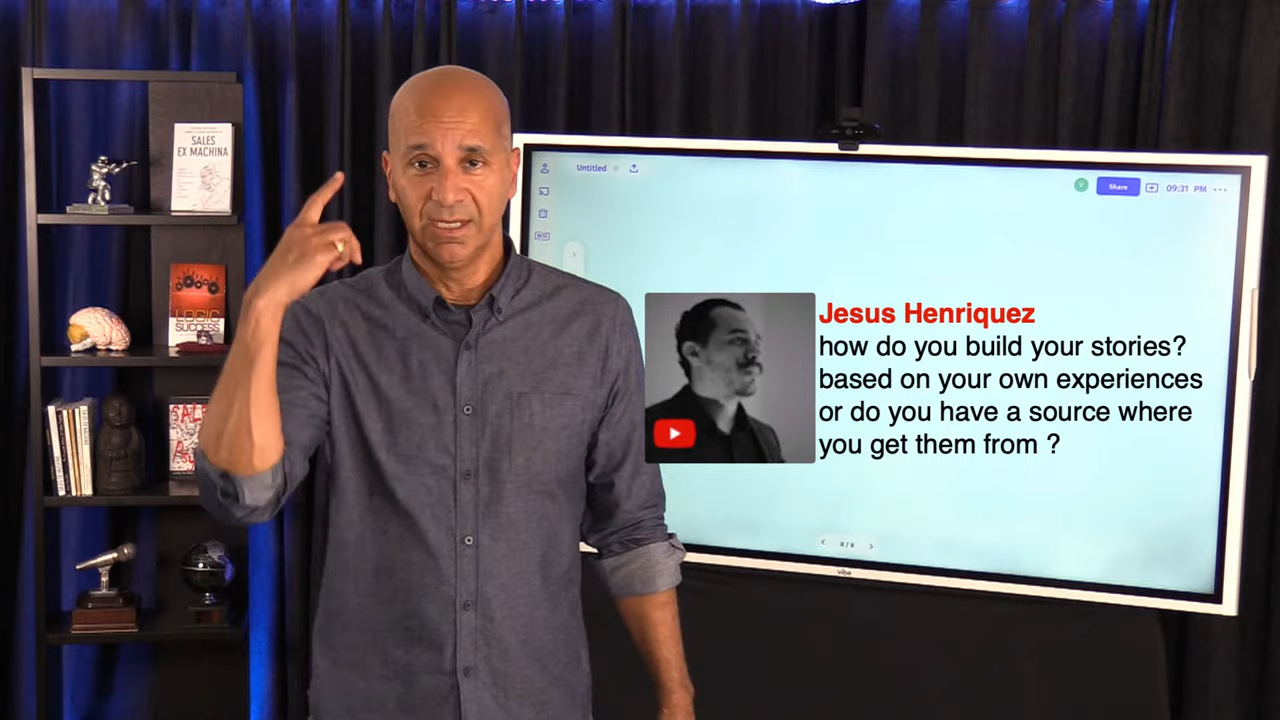 SALES
EX MACHINA
LOGIC
SUCCESS
Untitled
Share
09:31 PM
Jesus Henriquez
how do you build your stories?
based on your own experiences
or do you have a source where
you get them from ?
vibe